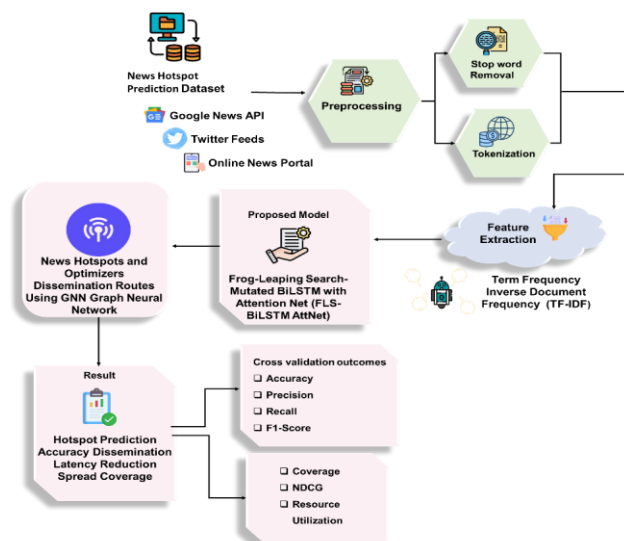 News Hotspot
Prediction Dataset
Google News API
Twitter Feeds
Online News Portal
Preprocessing
Stop word
Removal
Tokenization
Feature
Extraction
Term Frequency
Inverse Document
Frequency (TF-IDF)
Proposed Model
Frog-Leaping Search-
Mutated BiLSTM with
Attention Net (FLS-
BiLSTM AttNet)
News Hotspots and
Optimizers
Dissemination Routes
Using GNN Graph Neural
Network
Result
Hotspot Prediction
Accuracy Dissemination
Latency Reduction
Spread Coverage
Cross validation outcomes
Accuracy
Precision
Recall
F1-Score
Coverage
NDCG
Resource
Utilization